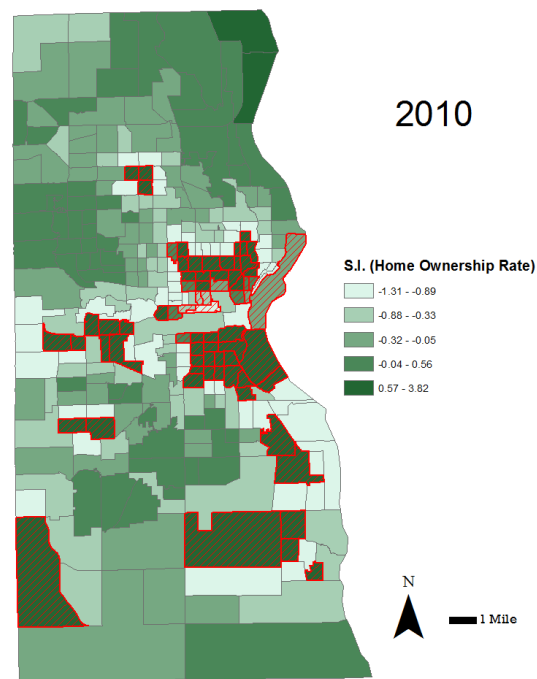 2010
S.I. (Home Ownership Rate)
-1.31 - -0.89
-0.88 - -0.33
-0.32 - -0.05
-0.04 - 0.56
0.57 - 3.82
N
1 Mile